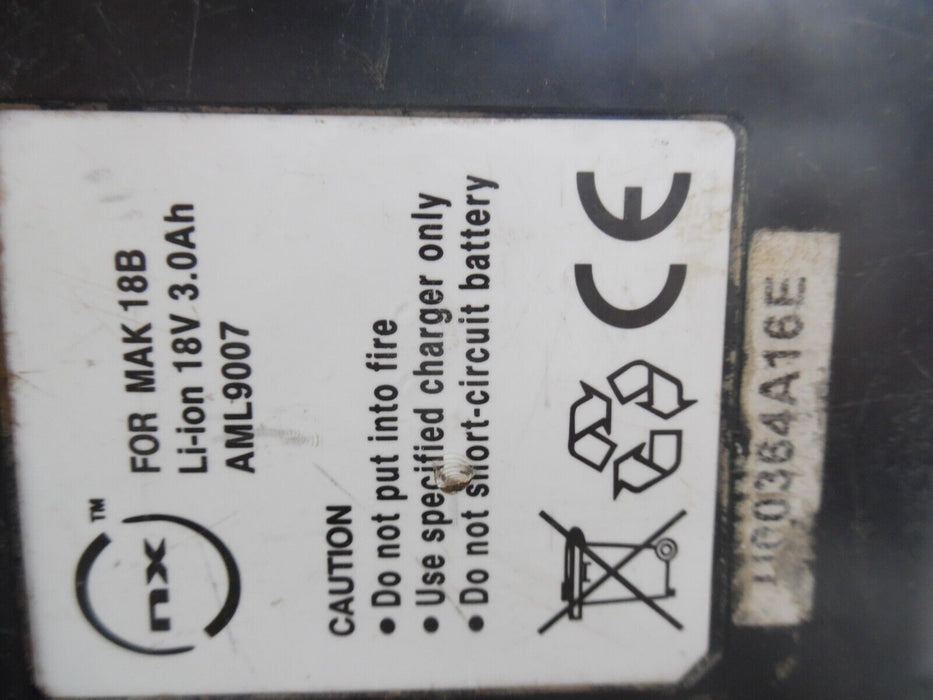 nx™
FOR MAK 18B
Li-ion 18V 3.0Ah
AML9007
CAUTION
• Do not put into fire
• Use specified charger only
• Do not short-circuit battery
CE